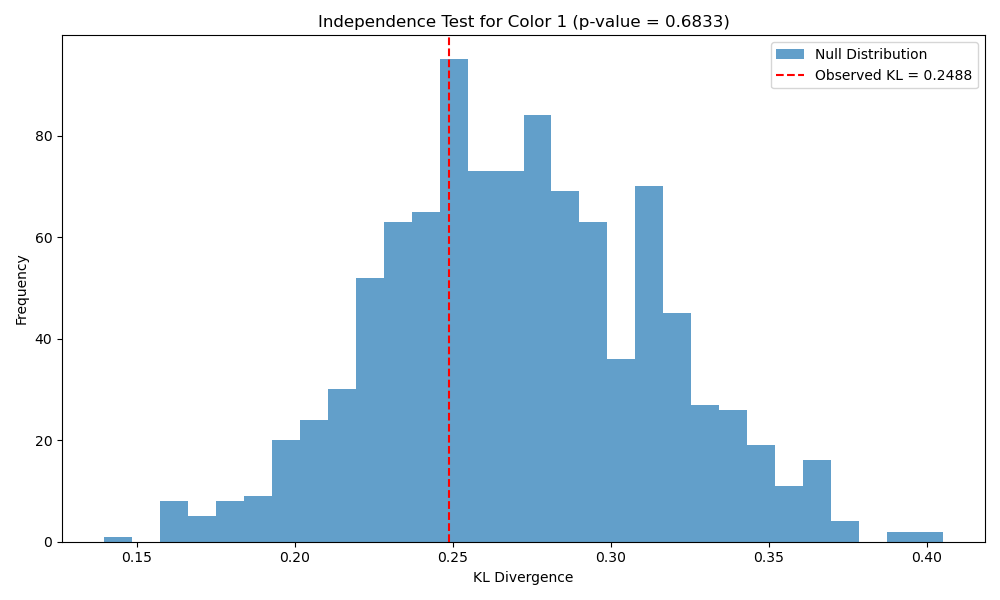 Independence Test for Color 1 (p-value = 0.6833)
Null Distribution
Observed KL = 0.2488
Frequency
80
60
40
20
0
0.15 0.20 0.25 0.30 0.35 0.40
KL Divergence